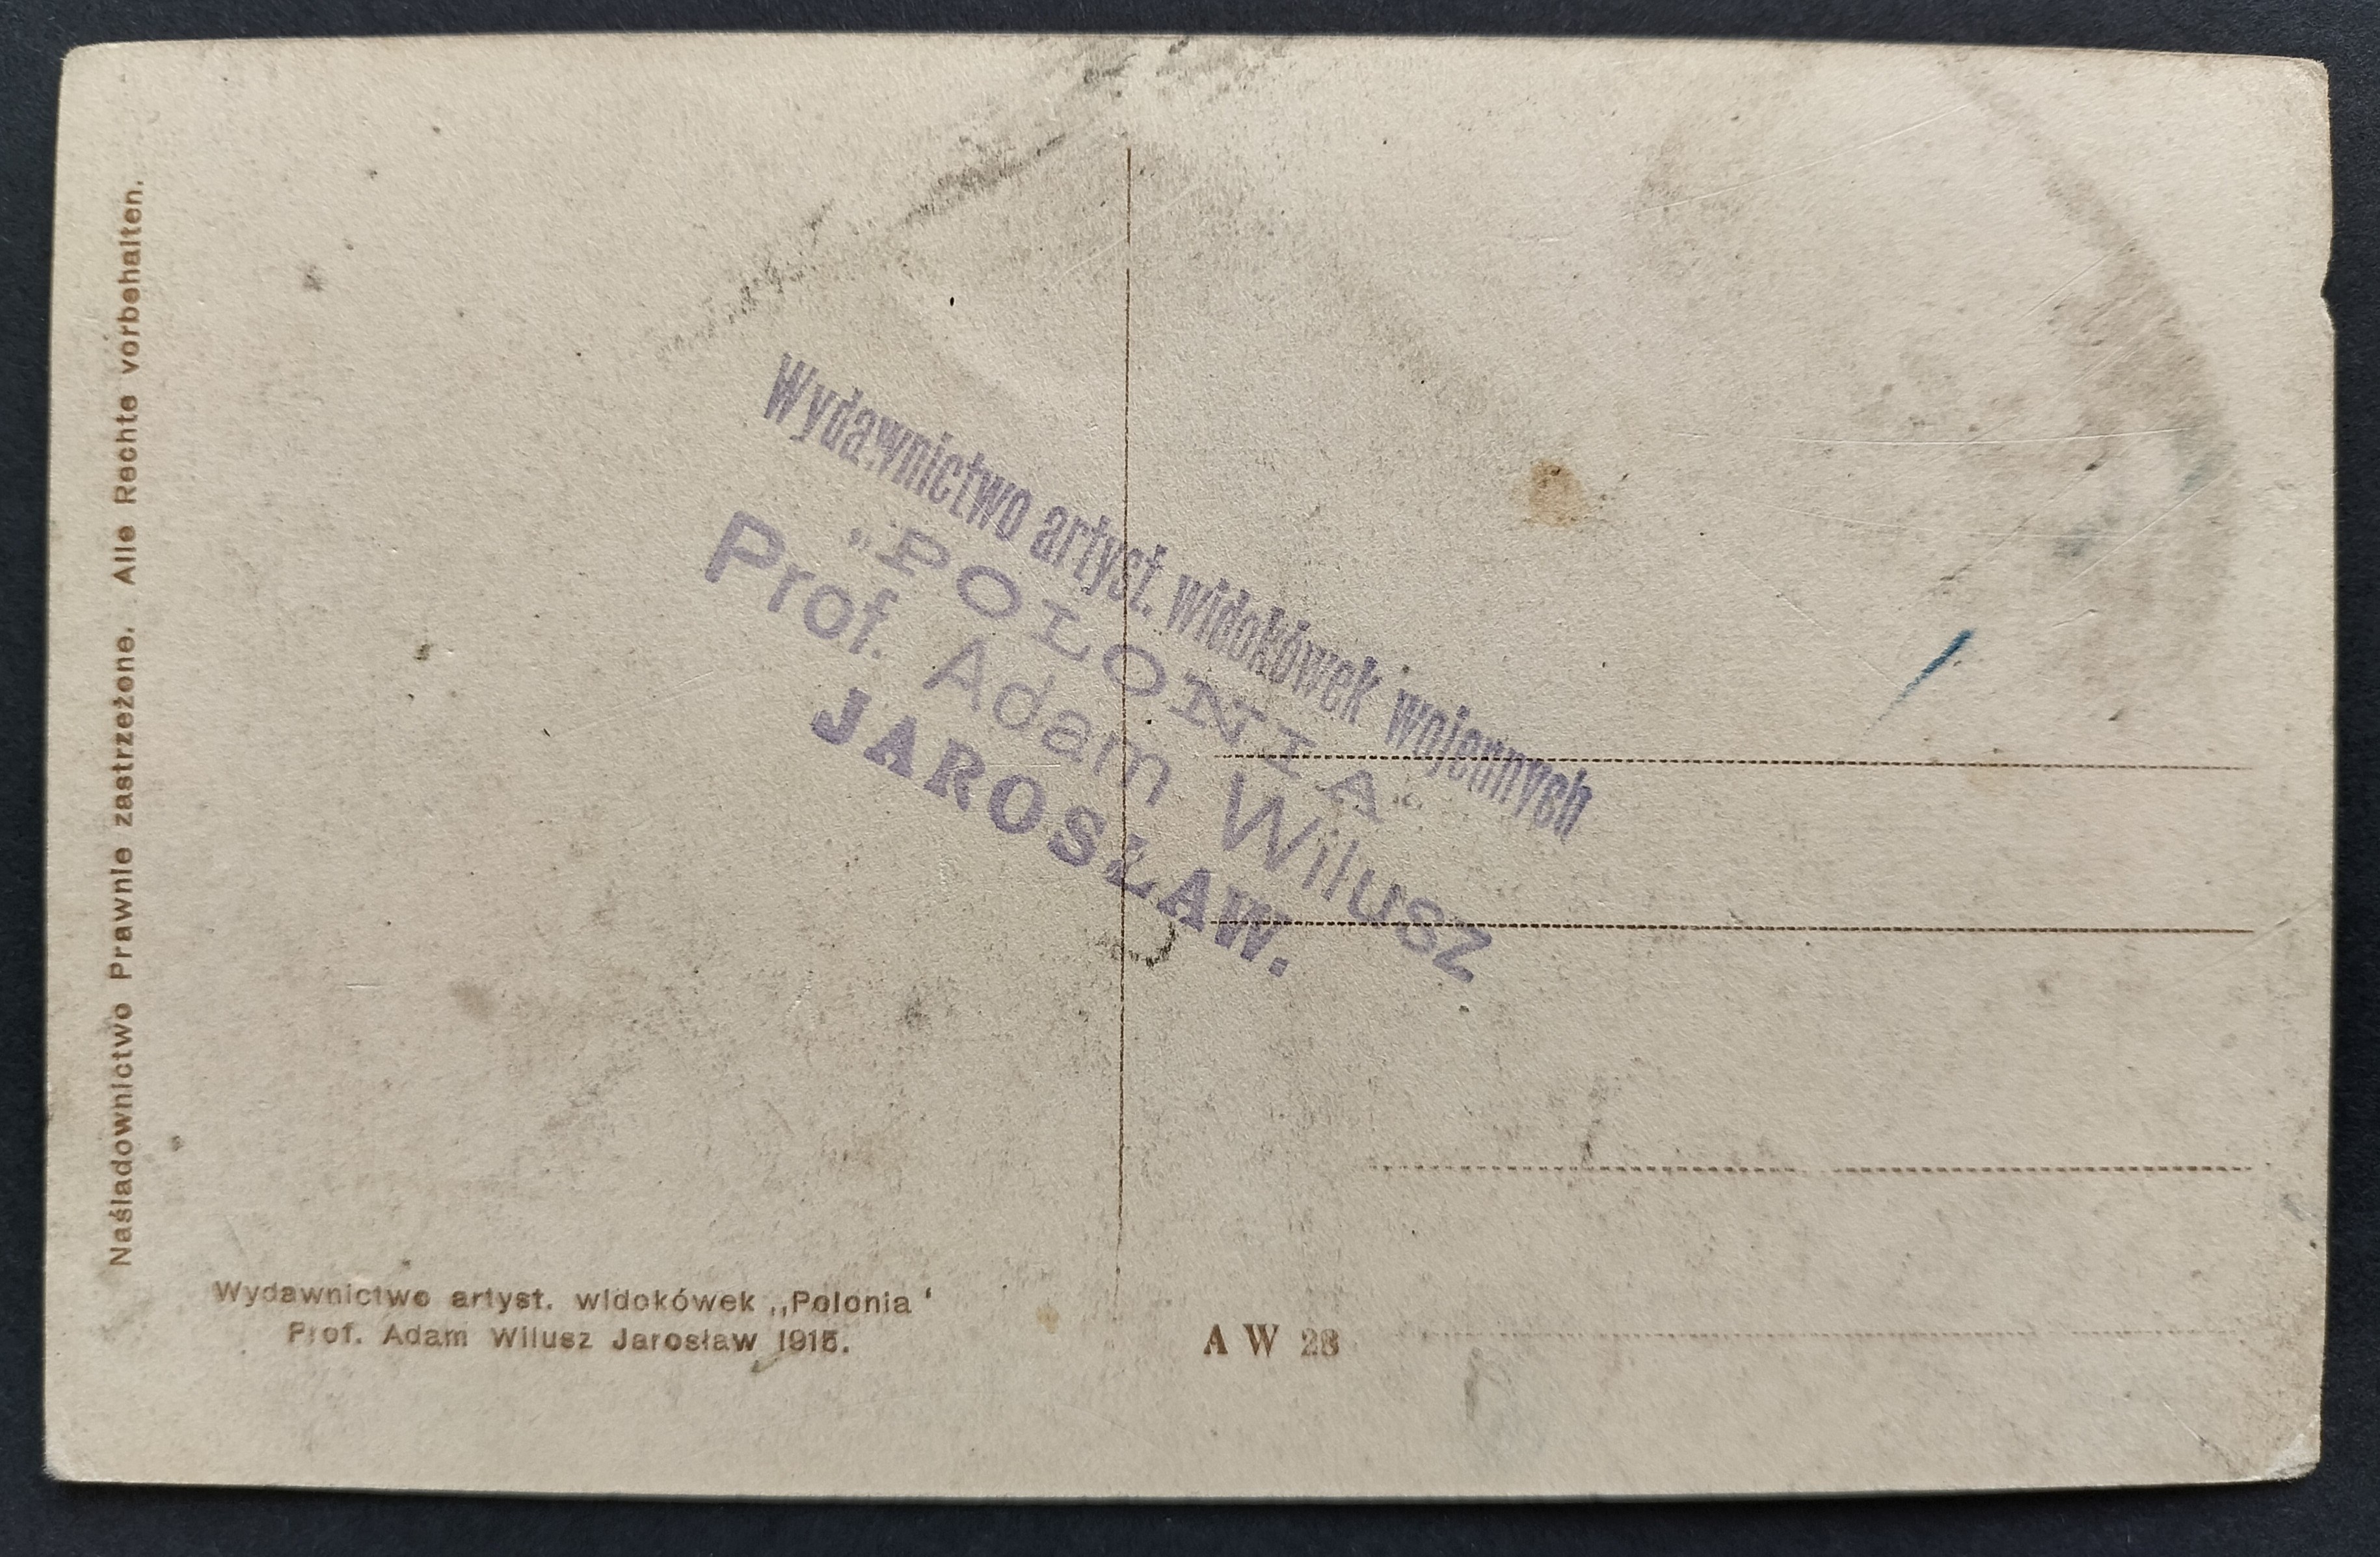 Naśladownictwo Prawnie zastrzeżone. Alle Rechte vorbehalten.
Wydawnictwo artyst. widokówek wojennych
„POLONIA
Prof. Adam Wilusz
JAROSŁAW.
Wydawnictwo artyst. widokówek ,,Polonia‘
Prof. Adam Wilusz Jarosław 1915.
A W 28